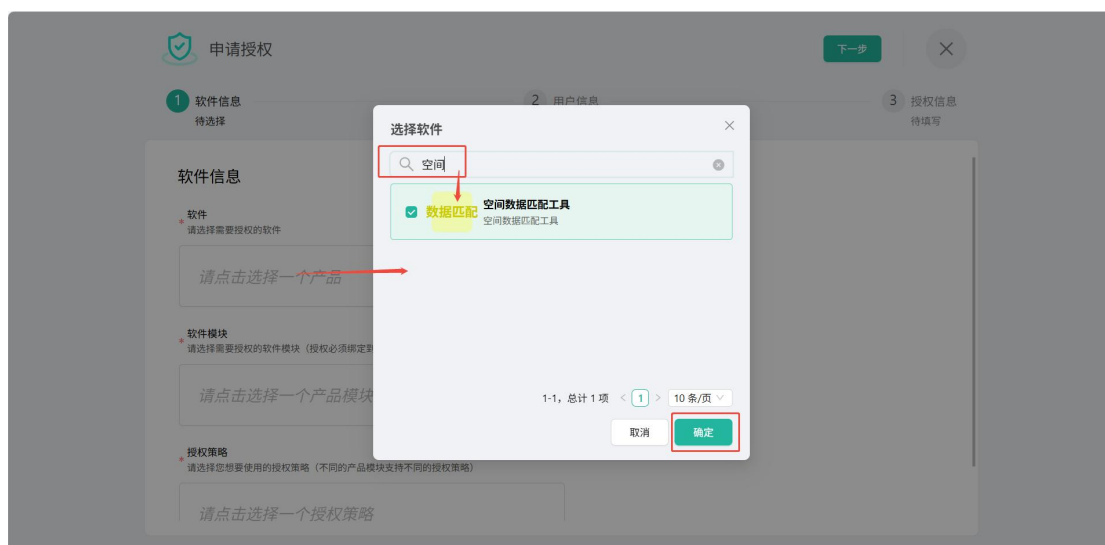 申请授权
下一步
1 软件信息
待选择
2 用户信息
3 授权信息
待填写
软件信息
* 软件
请选择需要授权的软件
请点击选择一个产品
* 软件模块
请选择需要授权的软件模块（授权必须绑定到
请点击选择一个产品模块
* 授权策略
请选择您想要使用的授权策略（不同的产品模块支持不同的授权策略）
请点击选择一个授权策略
选择软件
空间
数据匹配
空间数据匹配工具
空间数据匹配工具
1-1，总计 1 项 < 1 > 10 条/页
取消
确定